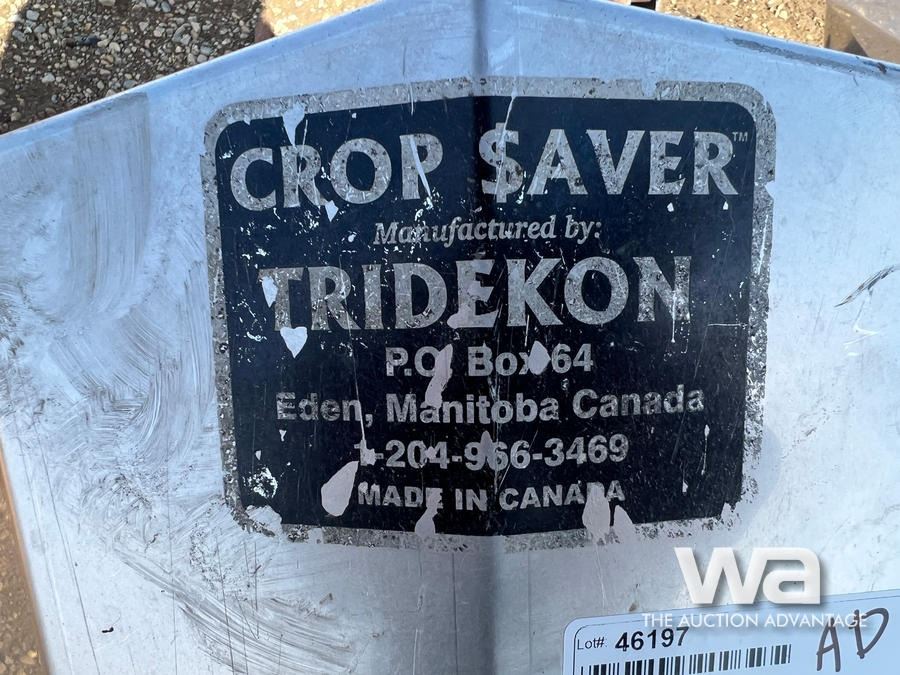 CROP $AVER™
Manufactured by:
TRIDEKON
P.O. Box 64
Eden, Manitoba Canada
1-204-966-3469
MADE IN CANADA
wa
THE AUCTION ADVANTAGE
Lot#: 46197
AD